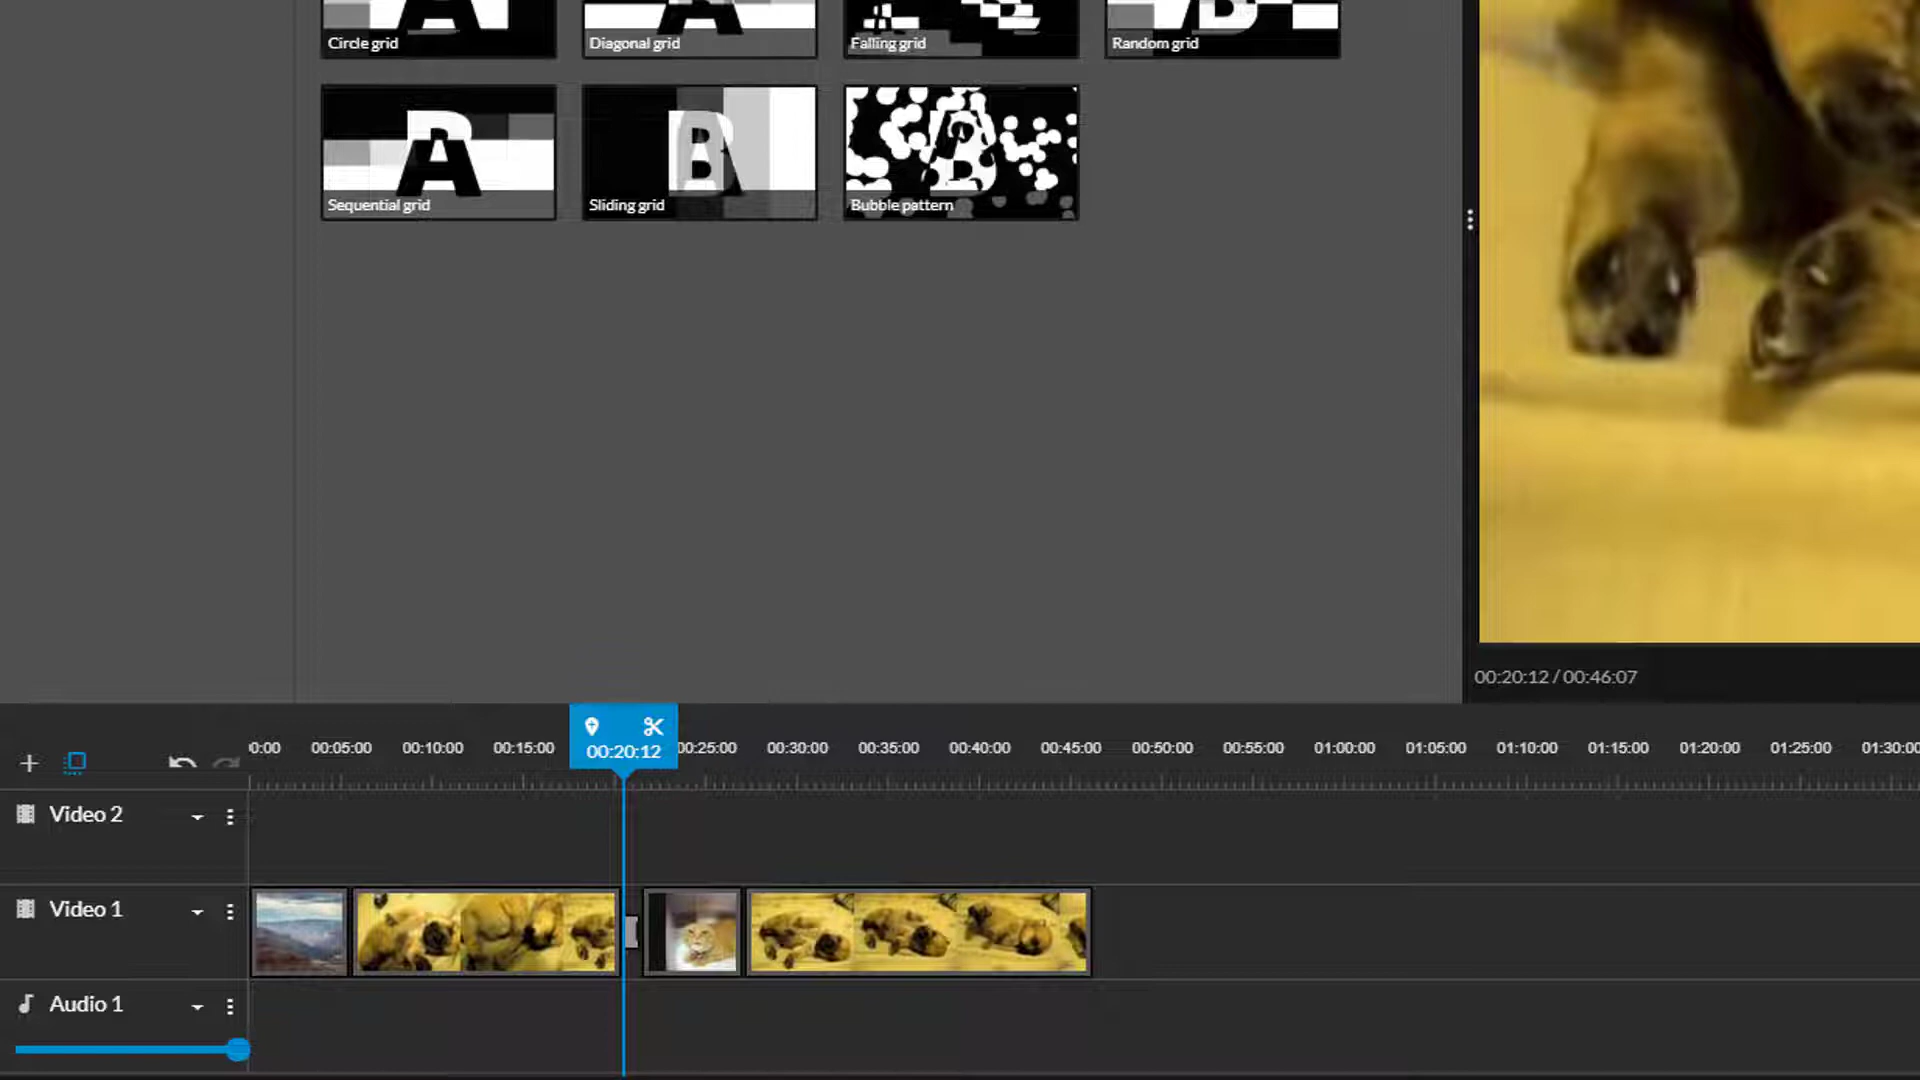 Circle grid
Diagonal grid
Falling grid
Random grid
A
B
B
Sequential grid
Sliding grid
Bubble pattern
00:20:12 / 00:46:07
0:00 00:05:00 00:10:00 00:15:00 00:20:12 00:25:00 00:30:00 00:35:00 00:40:00 00:45:00 00:50:00 00:55:00 01:00:00 01:05:00 01:10:00 01:15:00 01:20:00 01:25:00 01:30:00
Video 2
Video 1
Audio 1